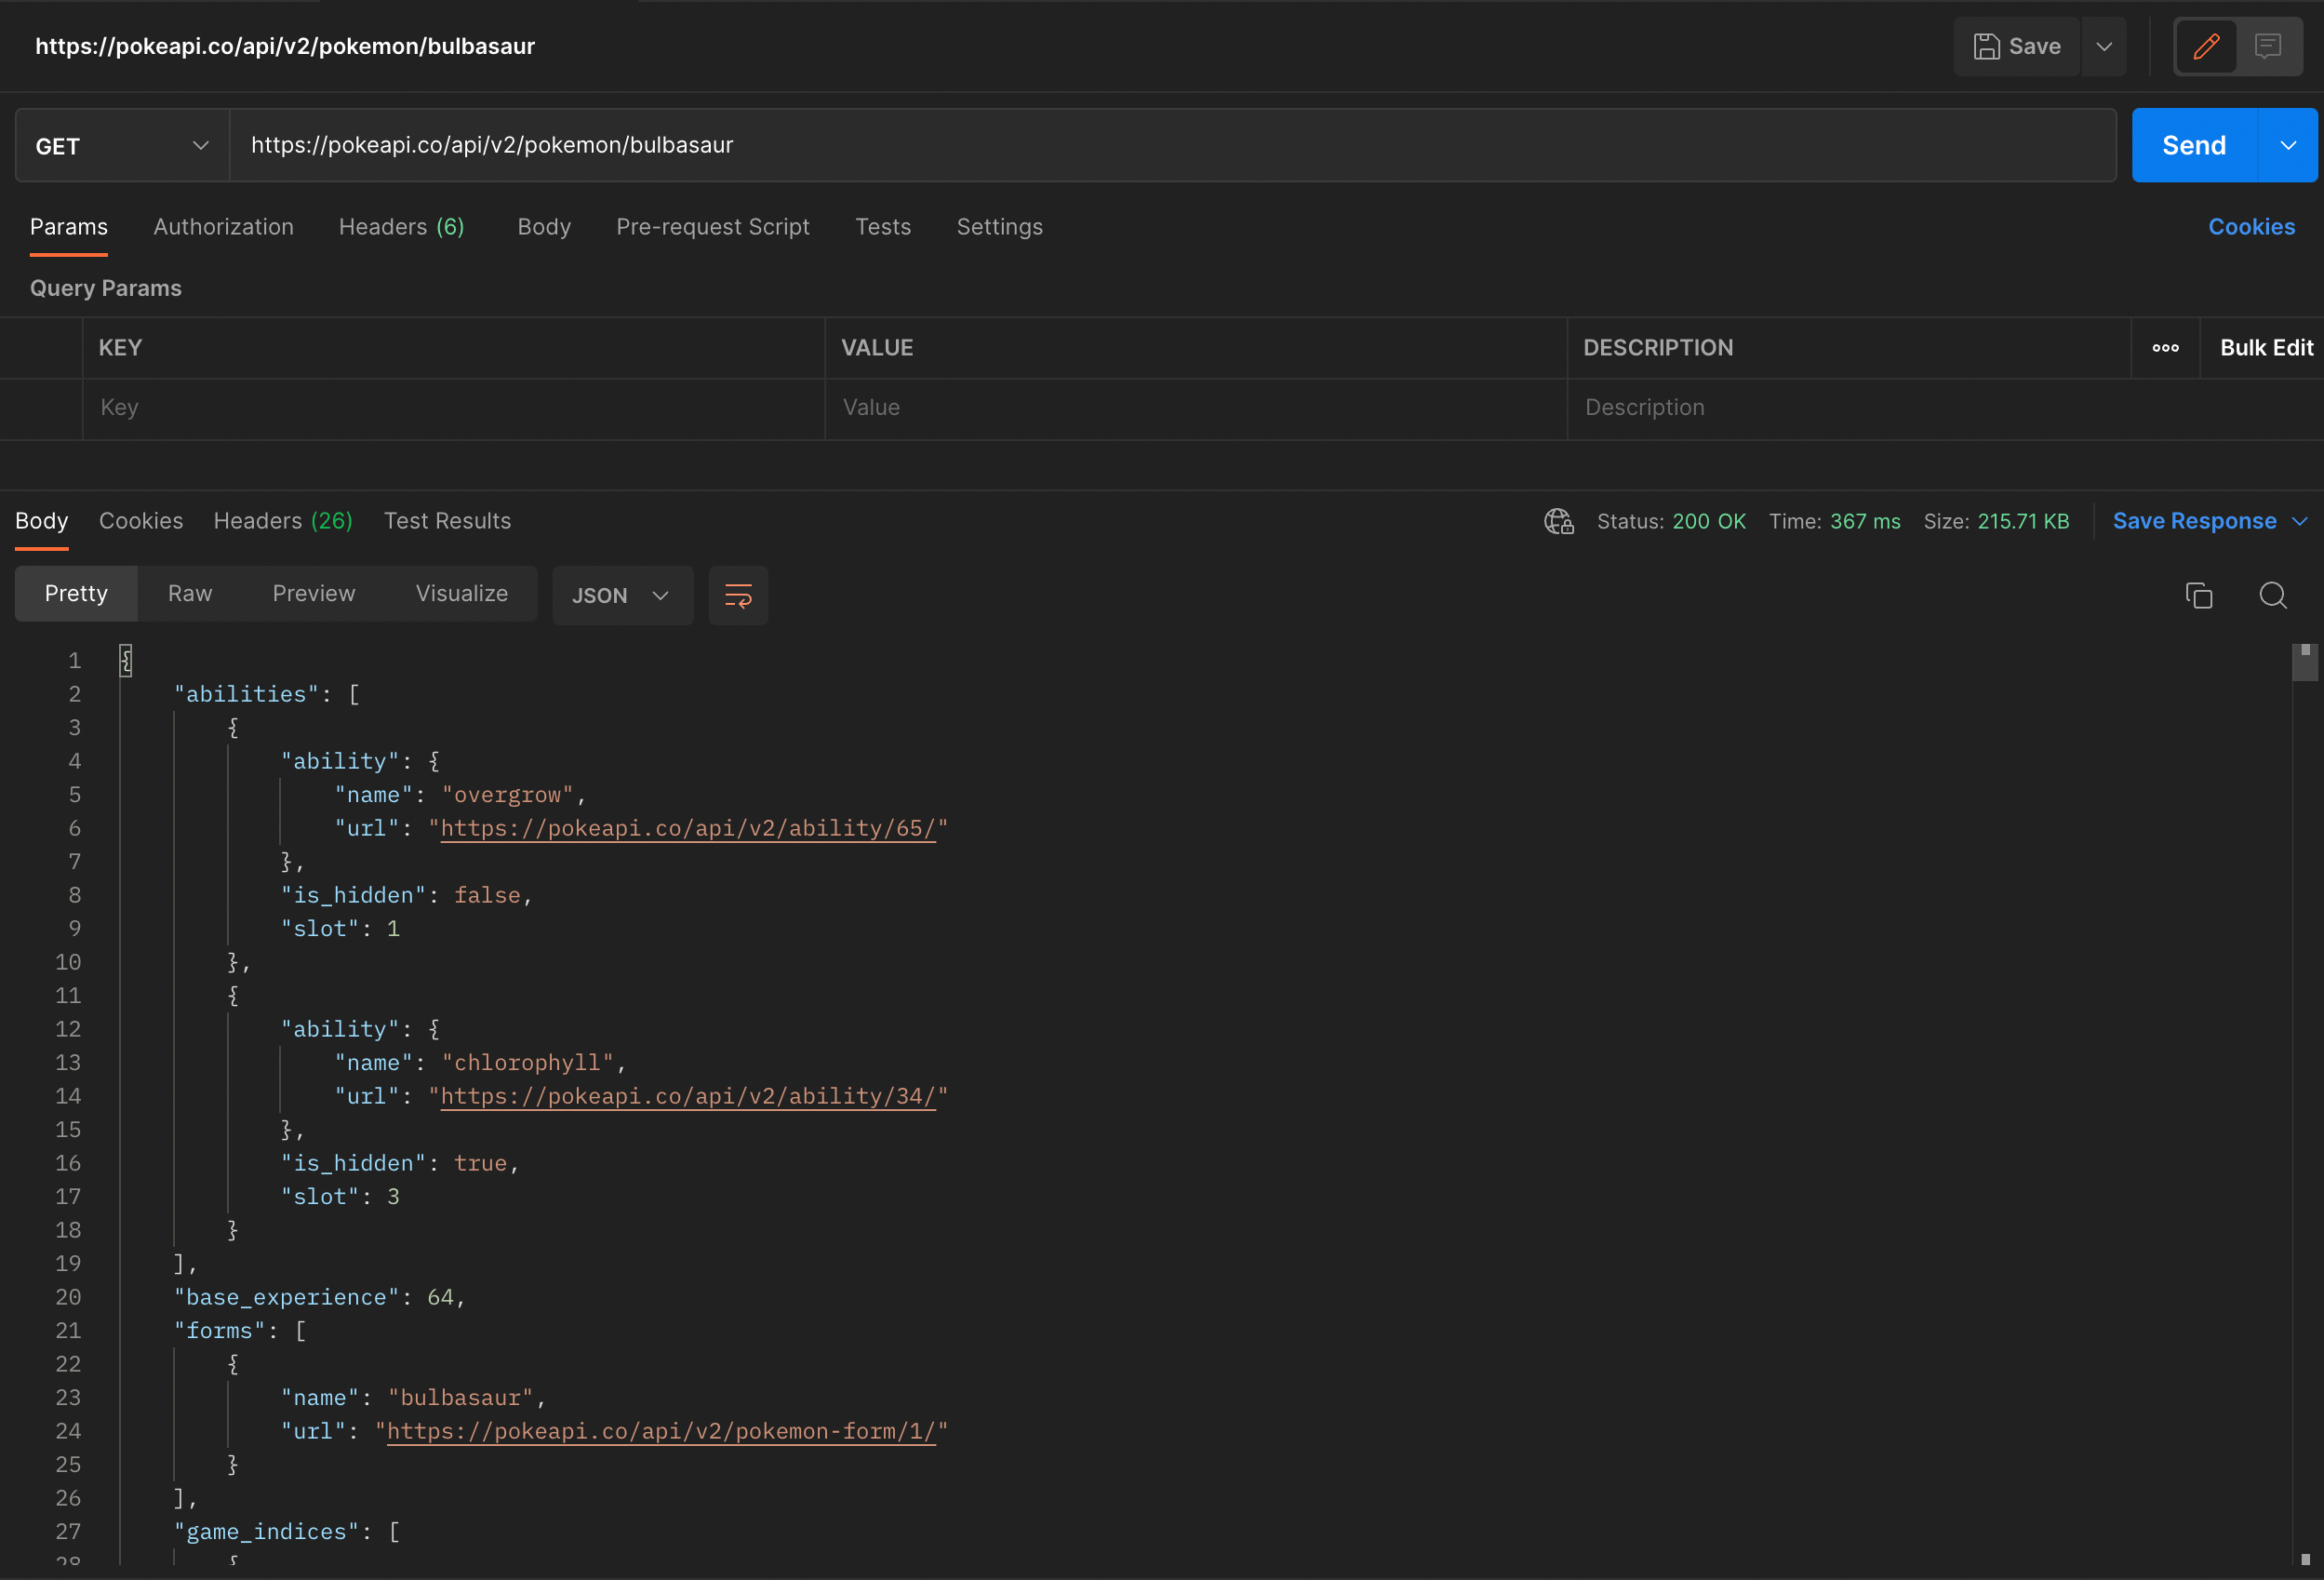 https://pokeapi.co/api/v2/pokemon/bulbasaur
Save
GET https://pokeapi.co/api/v2/pokemon/bulbasaur Send
Params Authorization Headers (6) Body Pre-request Script Tests Settings Cookies
Query Params
KEY VALUE DESCRIPTION Bulk Edit
Key Value Description
Body Cookies Headers (26) Test Results Status: 200 OK Time: 367 ms Size: 215.71 KB Save Response
Pretty Raw Preview Visualize JSON
1 {
2 "abilities": [
3 {
4 "ability": {
5 "name": "overgrow",
6 "url": "https://pokeapi.co/api/v2/ability/65/"
7 },
8 "is_hidden": false,
9 "slot": 1
10 },
11 {
12 "ability": {
13 "name": "chlorophyll",
14 "url": "https://pokeapi.co/api/v2/ability/34/"
15 },
16 "is_hidden": true,
17 "slot": 3
18 }
19 ],
20 "base_experience": 64,
21 "forms": [
22 {
23 "name": "bulbasaur",
24 "url": "https://pokeapi.co/api/v2/pokemon-form/1/"
25 }
26 ],
27 "game_indices": [
28 {